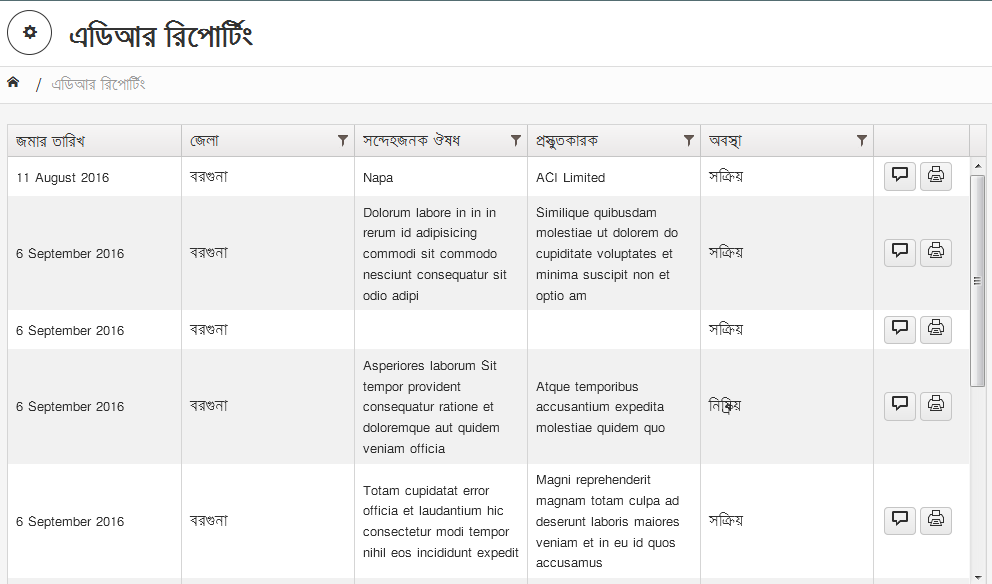 এডিআর রিপোর্টিং
/ এডিআর রিপোর্টিং
জমার তারিখ জেলা সন্দেহজনক ঔষধ প্রস্তুতকারক অবস্থা
11 August 2016 বরগুনা Napa ACI Limited সক্রিয়
6 September 2016 বরগুনা
Dolorum labore in in in
rerum id adipisicing
commodi sit commodo
nesciunt consequatur sit
odio adipi
Similique quibusdam
molestiae ut dolorem do
cupiditate voluptates et
minima suscipit non et
optio am
সক্রিয়
6 September 2016 বরগুনা সক্রিয়
6 September 2016 বরগুনা
Asperiores laborum Sit
tempor provident
consequatur ratione et
doloremque aut quidem
veniam officia
Atque temporibus
accusantium expedita
molestiae quidem quo
নিষ্ক্রিয়
6 September 2016 বরগুনা
Totam cupidatat error
officia et laudantium hic
consectetur modi tempor
nihil eos incididunt expedit
Magni reprehenderit
magnam totam culpa ad
deserunt laboris maiores
veniam et in eu id quos
accusamus
সক্রিয়